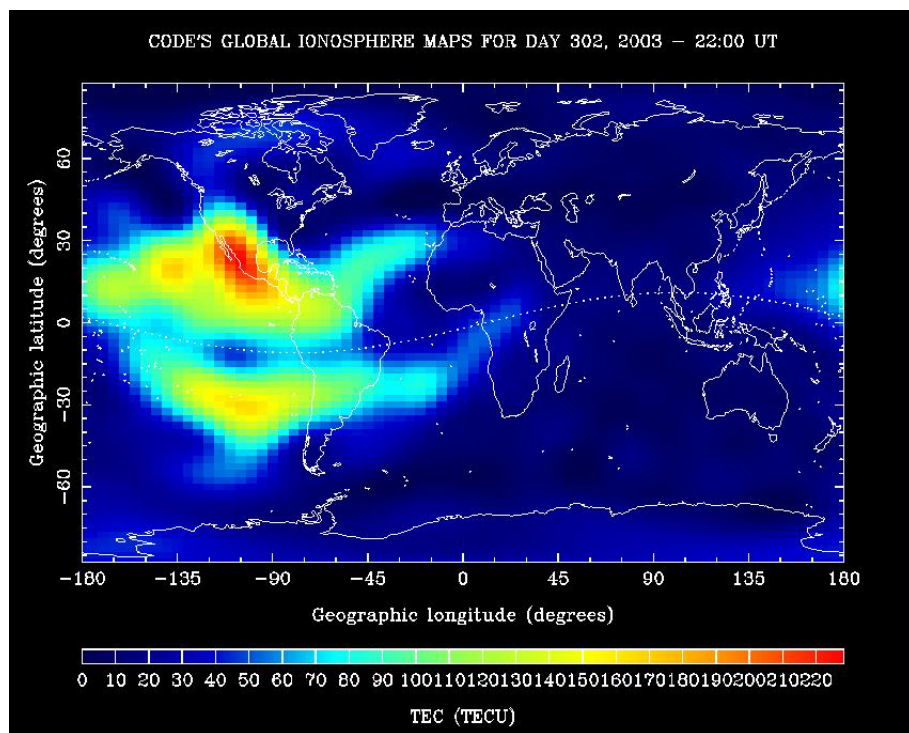 CODE'S GLOBAL IONOSPHERE MAPS FOR DAY 302, 2003 – 22:00 UT
Geographic latitude (degrees)
60
30
0
−30
−60
−180 −135 −90 −45 0 45 90 135 180
Geographic longitude (degrees)
0 10 20 30 40 50 60 70 80 90 100110120130140150160170180190200210220
TEC (TECU)